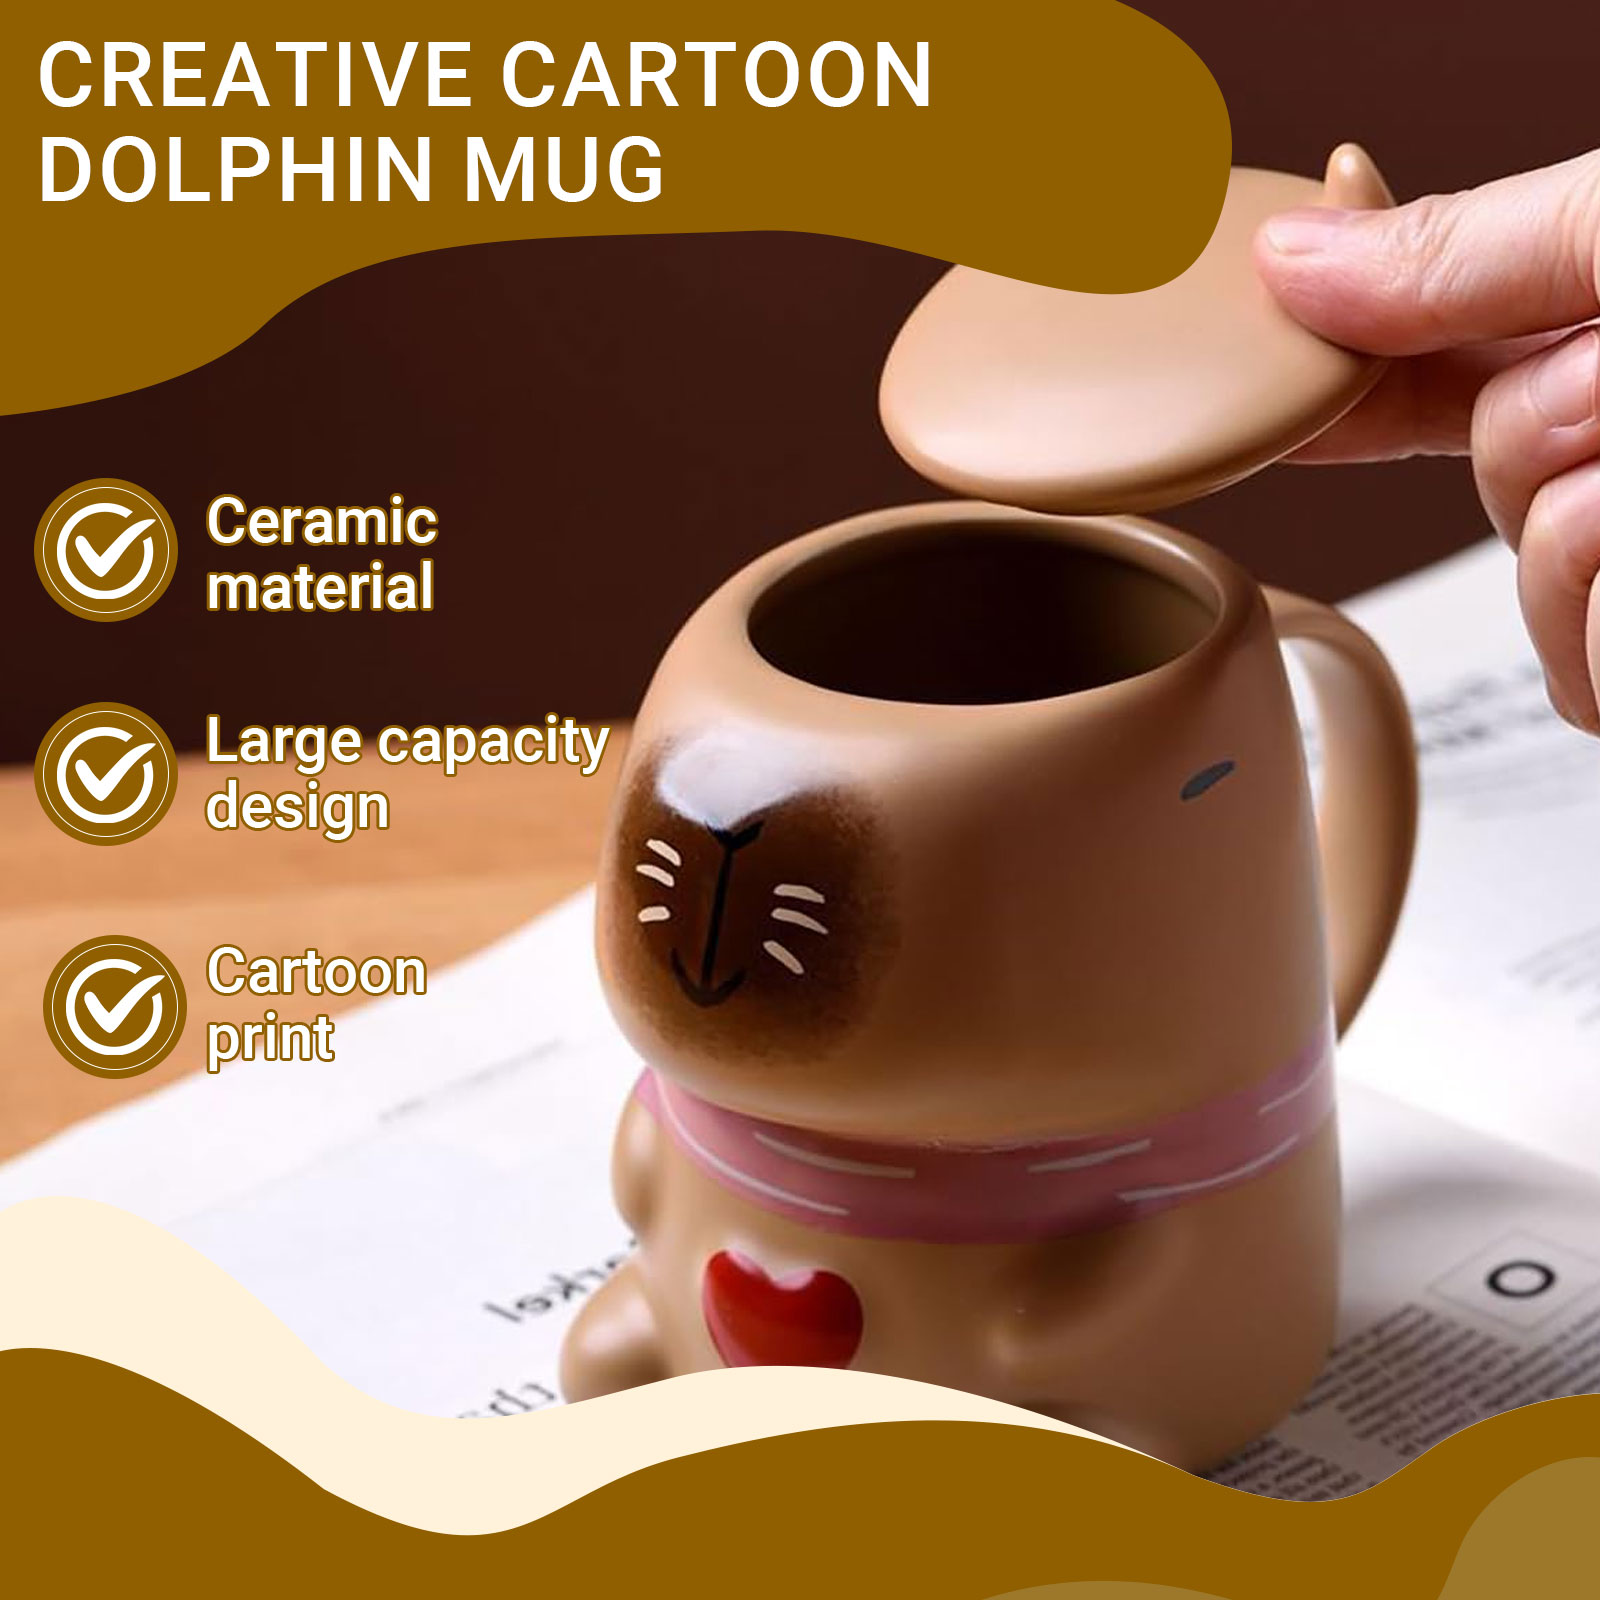 CREATIVE CARTOON
DOLPHIN MUG
Ceramic
material
Large capacity
design
Cartoon
print